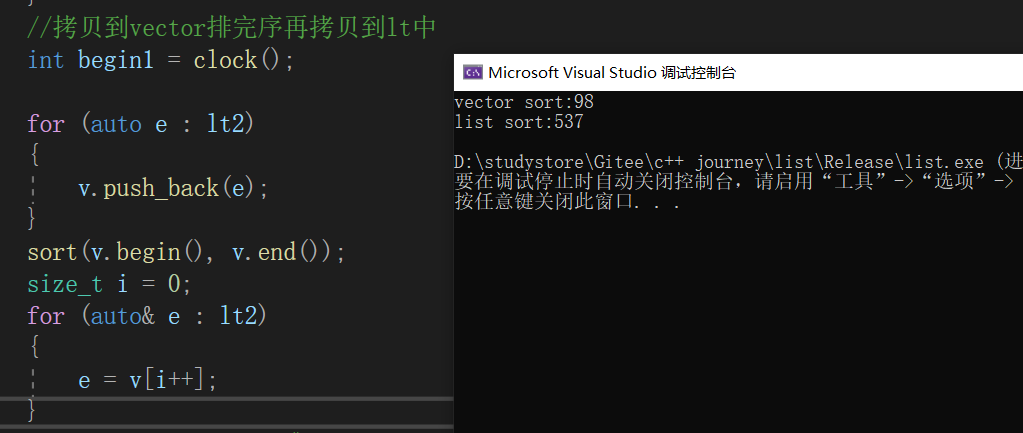 }
//拷贝到vector排完序再拷贝到lt中
int begin1 = clock();
for (auto e : lt2)
{
v.push_back(e);
}
sort(v.begin(), v.end());
size_t i = 0;
for (auto& e : lt2)
{
e = v[i++];
}
Microsoft Visual Studio 调试控制台
vector sort:98
list sort:537
D:\studystore\Gitee\c++ journey\list\Release\list.exe (进
要在调试停止时自动关闭控制台，请启用“工具”->“选项”->
按任意键关闭此窗口. . .